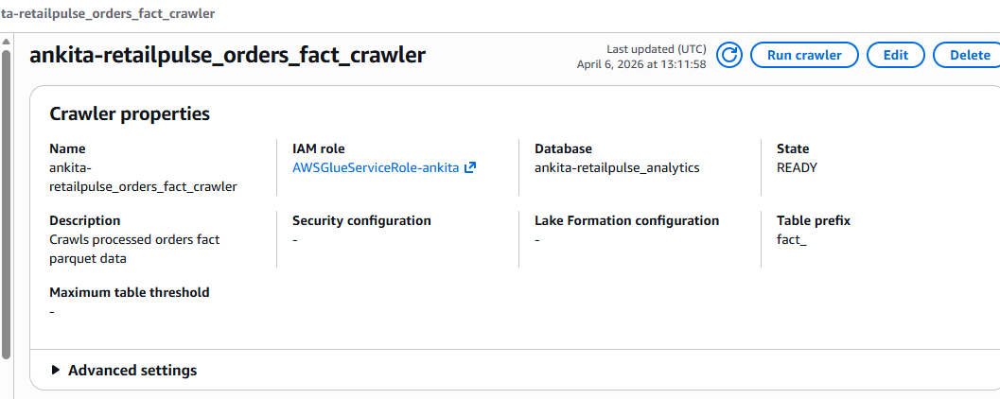 ta-retailpulse_orders_fact_crawler
ankita-retailpulse_orders_fact_crawler
Last updated (UTC)
April 6, 2026 at 13:11:58
Run crawler
Edit
Delete
Crawler properties
Name
ankita-
retailpulse_orders_fact_crawler
IAM role
AWSGlueServiceRole-ankita
Database
ankita-retailpulse_analytics
State
READY
Description
Crawls processed orders fact
parquet data
Security configuration
-
Lake Formation configuration
-
Table prefix
fact_
Maximum table threshold
-
Advanced settings